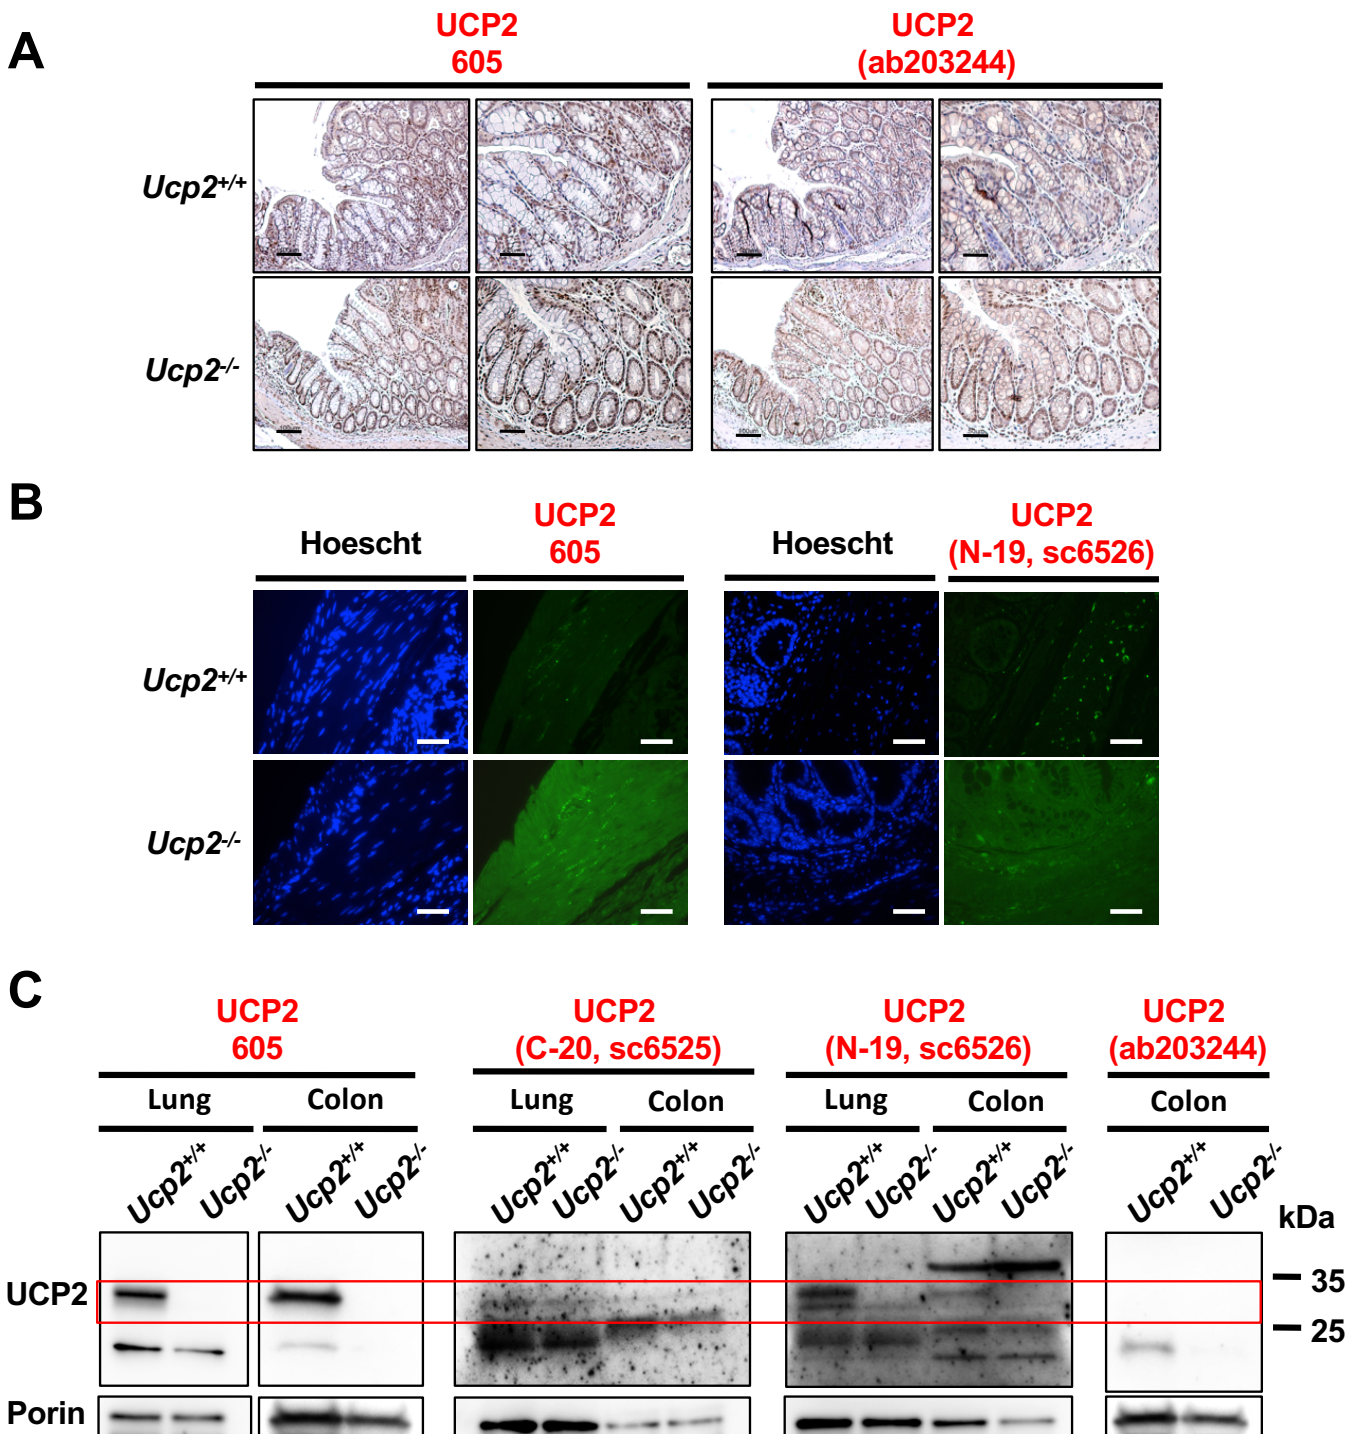 A
UCP2
605
UCP2
(ab203244)
Ucp2+/+
Ucp2-/-
B
Hoescht
UCP2
605
Hoescht
UCP2
(N-19, sc6526)
Ucp2+/+
Ucp2-/-
C
UCP2
605
UCP2
(C-20, sc6525)
UCP2
(N-19, sc6526)
UCP2
(ab203244)
Lung Colon Lung Colon Lung Colon Colon
Ucp2+/+ Ucp2-/- Ucp2+/+ Ucp2-/- Ucp2+/+ Ucp2-/- Ucp2+/+ Ucp2-/- Ucp2+/+ Ucp2-/- Ucp2+/+ Ucp2-/- Ucp2+/+ Ucp2-/-
kDa
UCP2
35
25
Porin